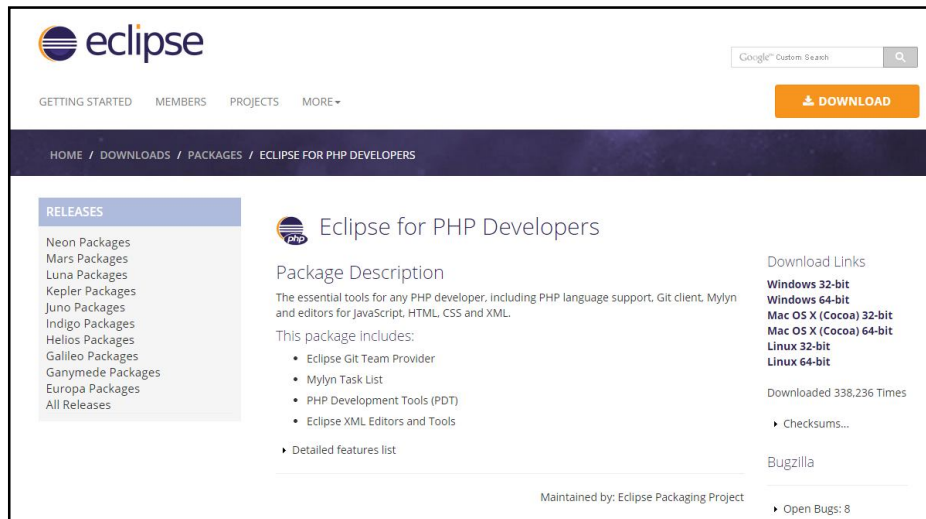 eclipse
Google™ Custom Search
GETTING STARTED MEMBERS PROJECTS MORE
DOWNLOAD
HOME / DOWNLOADS / PACKAGES / ECLIPSE FOR PHP DEVELOPERS
RELEASES
Neon Packages
Mars Packages
Luna Packages
Kepler Packages
Juno Packages
Indigo Packages
Helios Packages
Galileo Packages
Ganymede Packages
Europa Packages
All Releases
php
Eclipse for PHP Developers
Package Description
The essential tools for any PHP developer, including PHP language support, Git client, Mylyn
and editors for JavaScript, HTML, CSS and XML.
This package includes:
• Eclipse Git Team Provider
• Mylyn Task List
• PHP Development Tools (PDT)
• Eclipse XML Editors and Tools
Detailed features list
Maintained by: Eclipse Packaging Project
Download Links
Windows 32-bit
Windows 64-bit
Mac OS X (Cocoa) 32-bit
Mac OS X (Cocoa) 64-bit
Linux 32-bit
Linux 64-bit
Downloaded 338,236 Times
Checksums...
Bugzilla
Open Bugs: 8